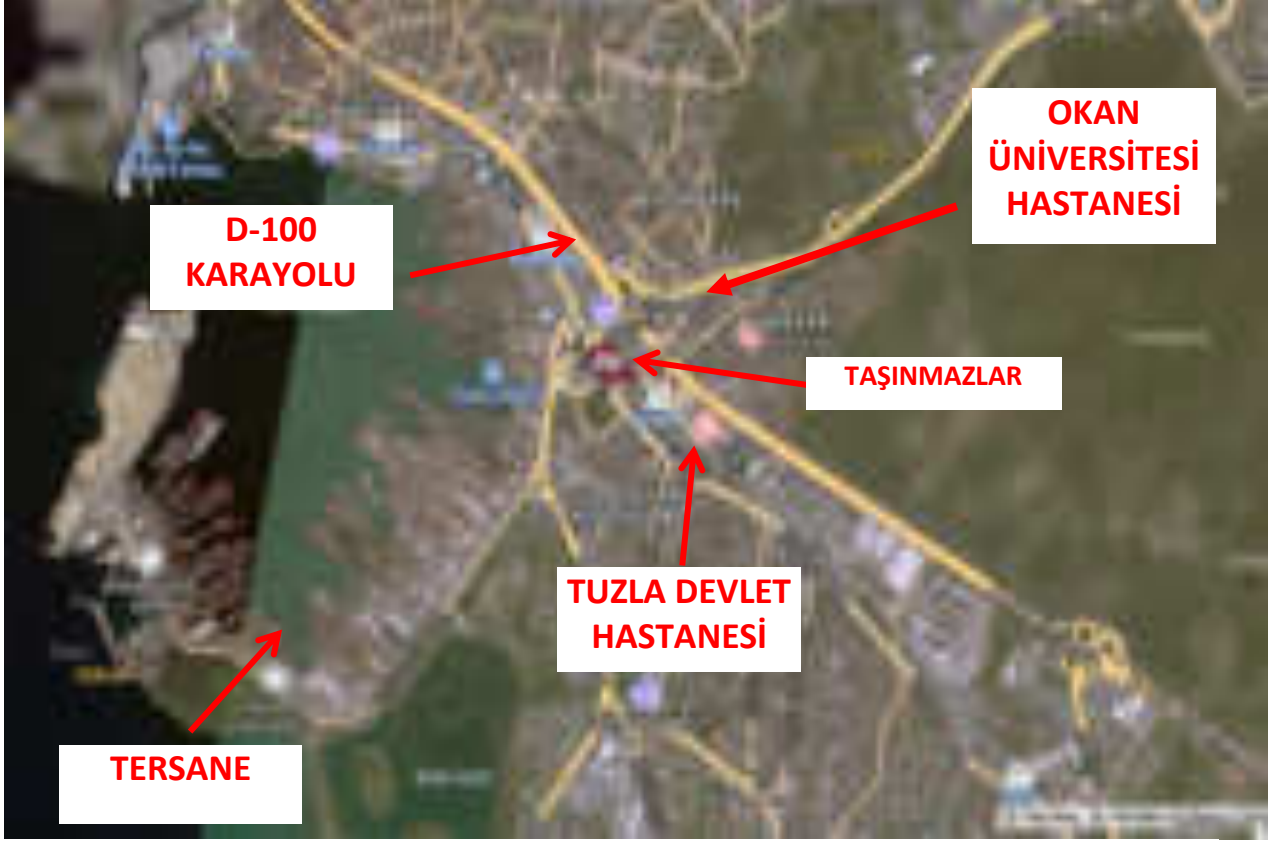 OKAN
ÜNİVERSİTESİ
HASTANESİ
D-100
KARAYOLU
TAŞINMAZLAR
TUZLA DEVLET
HASTANESİ
TERSANE